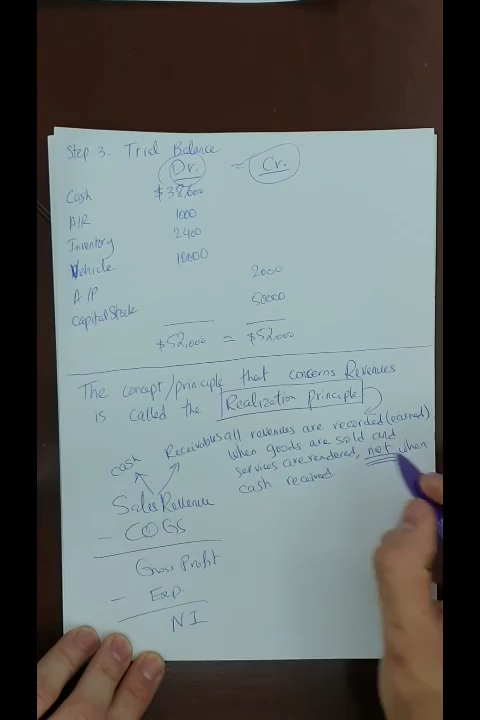 Step 3. Trial Balance
Dr. = Cr.
Cash $38,600
A/R 1000
Inventory 2400
Vehicle 10000
A/P 2000
Capital Stock 50000
$52,000 = $52,000
The concept/principle that concerns Revenues
is called the Realization principle
all revenues are recorded (earned)
when goods are sold and
services are rendered, not when
cash received
cash Receivables
Sales Revenue
- COGS
Gross Profit
- Exp.
NI